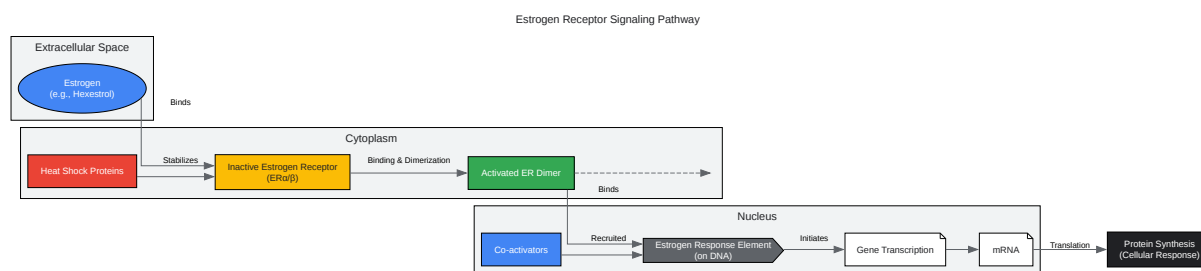 Estrogen Receptor Signaling Pathway
Extracellular Space
Estrogen
(e.g., Hexestrol)
Binds
Cytoplasm
Heat Shock Proteins
Stabilizes
Inactive Estrogen Receptor
(ERα/β)
Binding & Dimerization
Activated ER Dimer
Binds
Nucleus
Co-activators
Recruited
Estrogen Response Element
(on DNA)
Initiates
Gene Transcription
mRNA
Translation
Protein Synthesis
(Cellular Response)